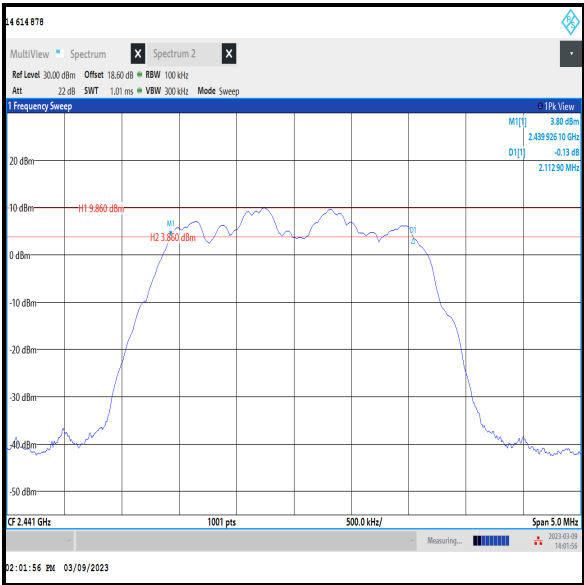 14 614 878
MultiView Spectrum X Spectrum 2 X
Ref Level 30.00 dBm Offset 18.60 dB RBW 100 kHz
Att 22 dB SWT 1.01 ms VBW 300 kHz Mode Sweep
1 Frequency Sweep 1Pk View
M1[1] 3.80 dBm
2.439 926 10 GHz
D1[1] -0.13 dB
2.112 90 MHz
20 dBm
10 dBm H1 9.860 dBm
M1 D1
H2 3.860 dBm
0 dBm
-10 dBm
-20 dBm
-30 dBm
-40 dBm
-50 dBm
CF 2.441 GHz 1001 pts 500.0 kHz/ Span 5.0 MHz
Measuring... 2023-03-09
14:01:56
02:01:56 PM 03/09/2023